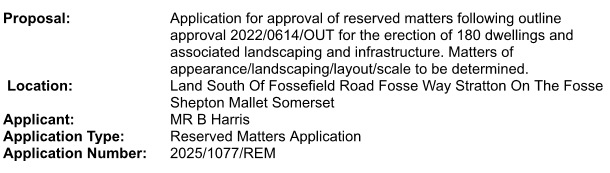 Proposal: Application for approval of reserved matters following outline
approval 2022/0614/OUT for the erection of 180 dwellings and
associated landscaping and infrastructure. Matters of
appearance/landscaping/layout/scale to be determined.
Location: Land South Of Fossefield Road Fosse Way Stratton On The Fosse
Shepton Mallet Somerset
Applicant: MR B Harris
Application Type: Reserved Matters Application
Application Number: 2025/1077/REM